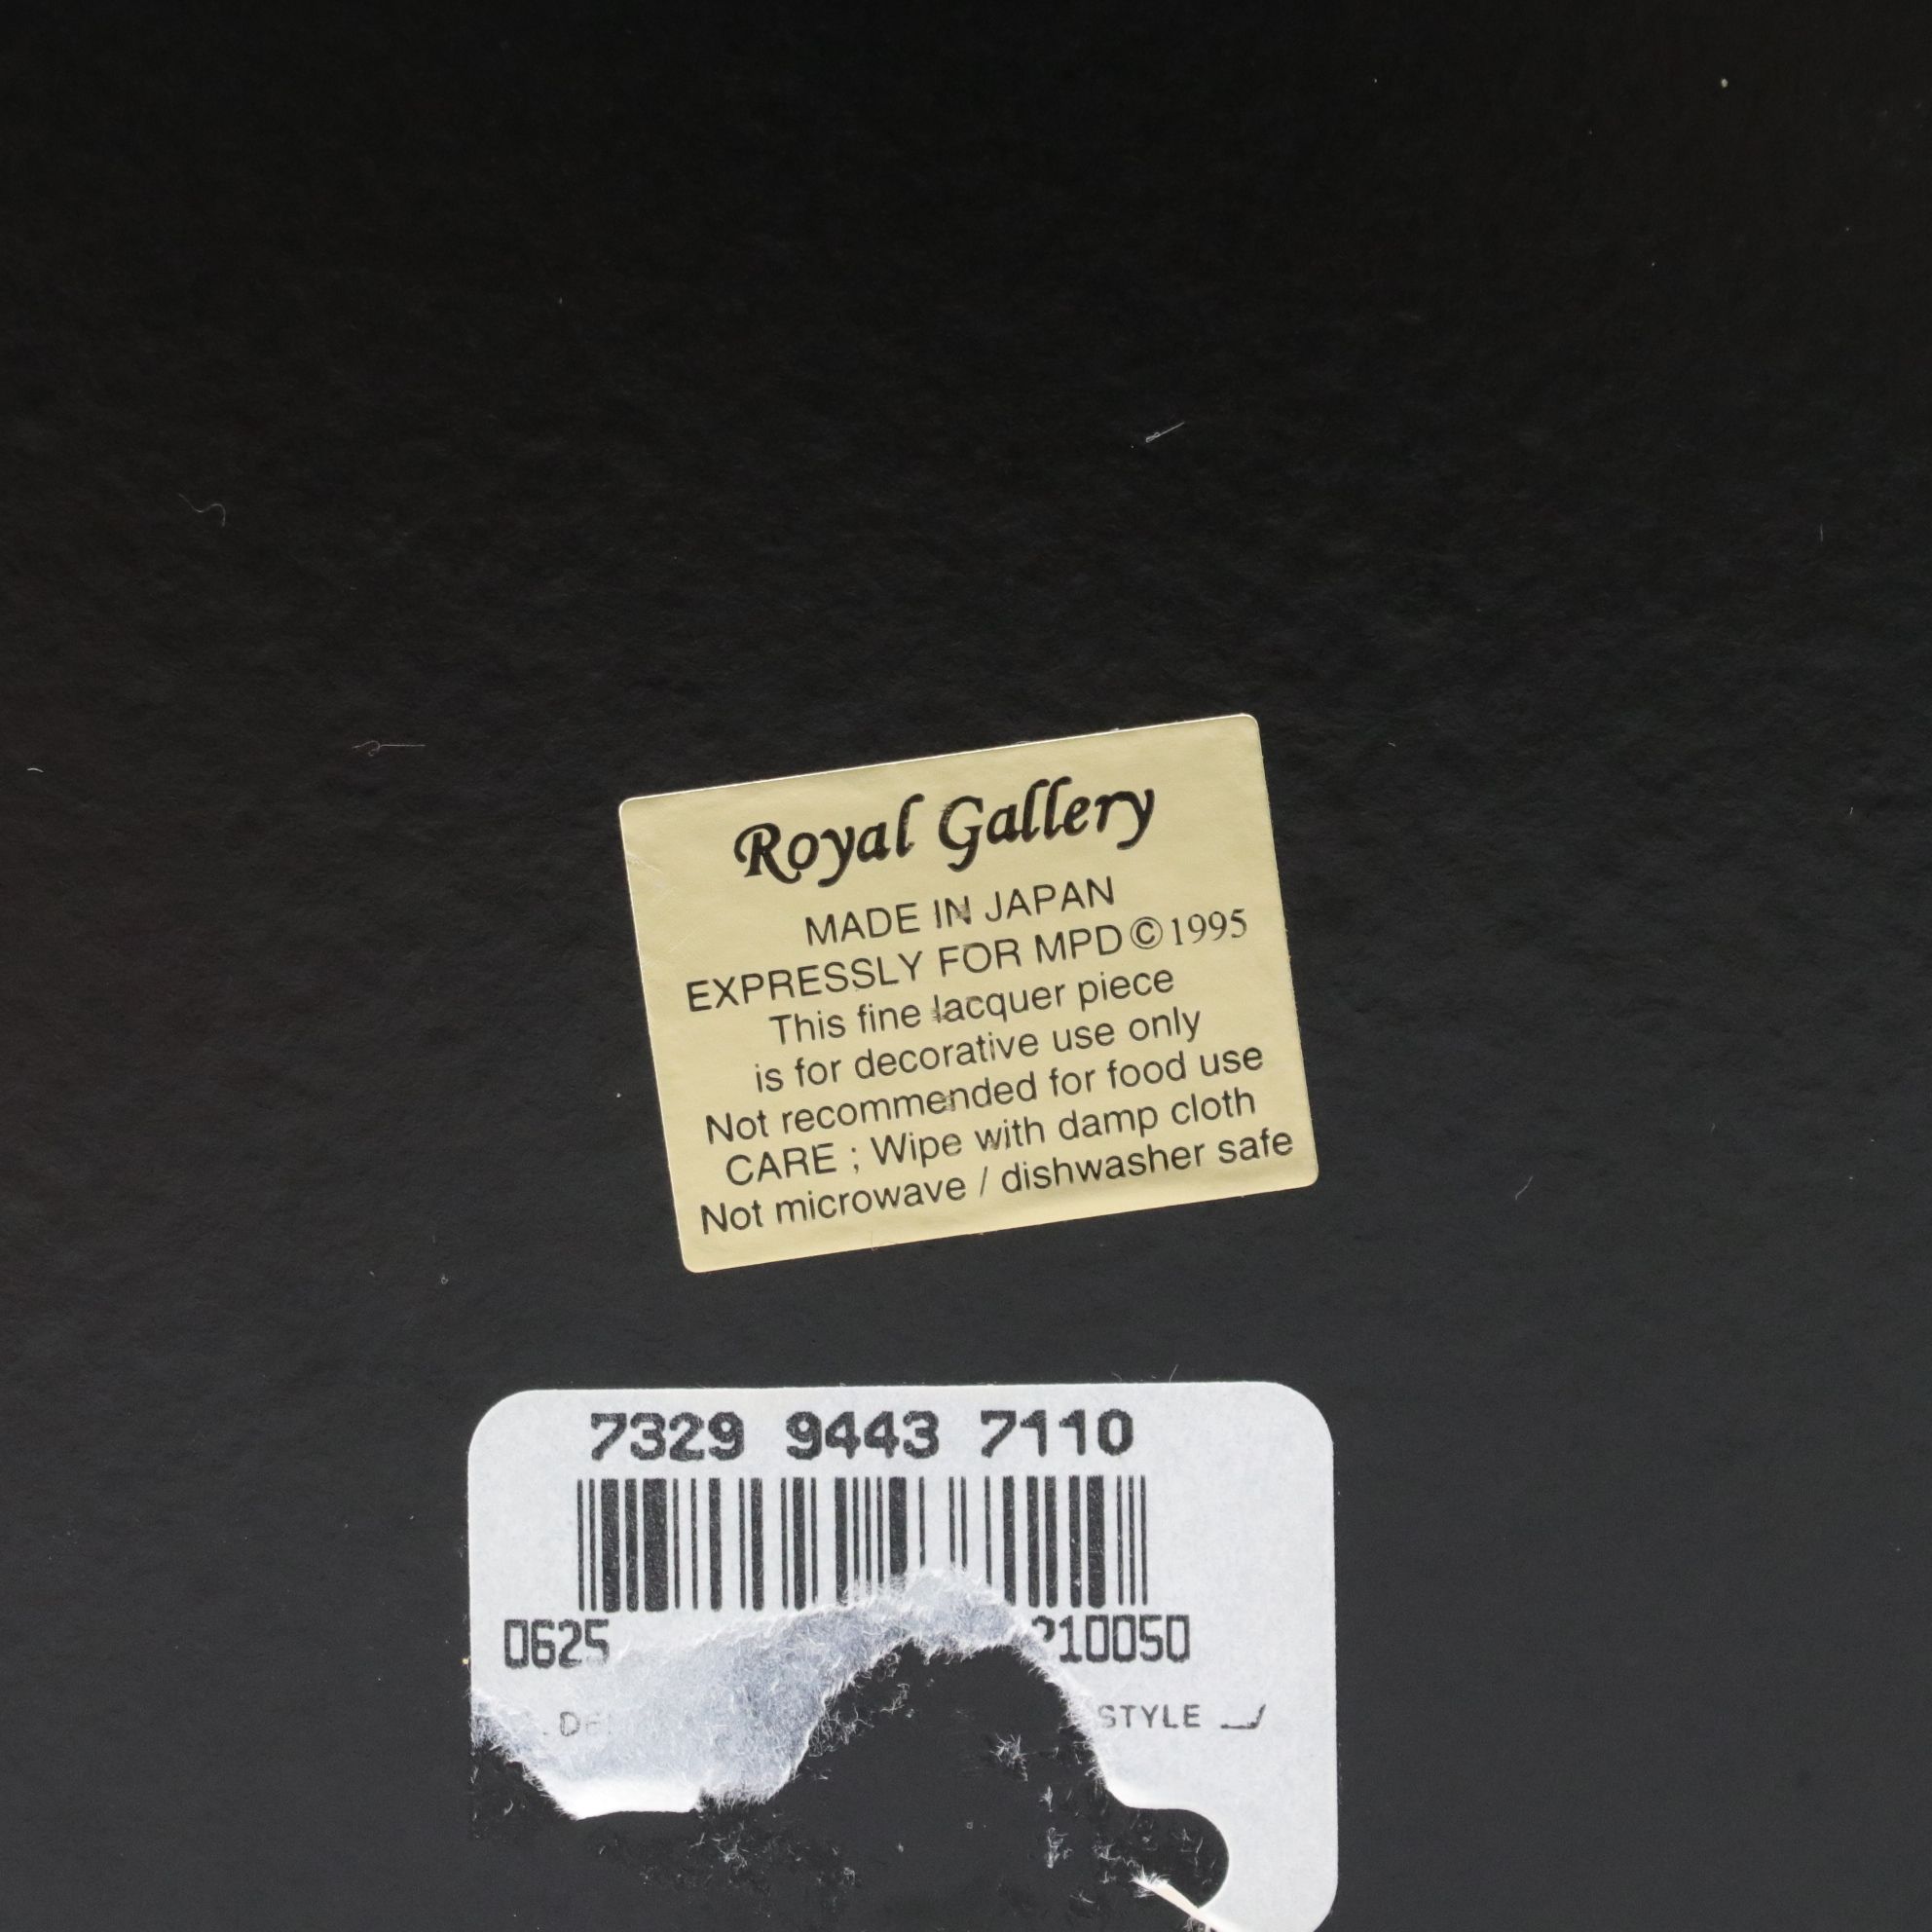 Royal Gallery
MADE IN JAPAN
EXPRESSLY FOR MPD © 1995
This fine lacquer piece
is for decorative use only
Not recommended for food use
CARE ; Wipe with damp cloth
Not microwave / dishwasher safe
7329 9443 7110
0625 210050
STYLE